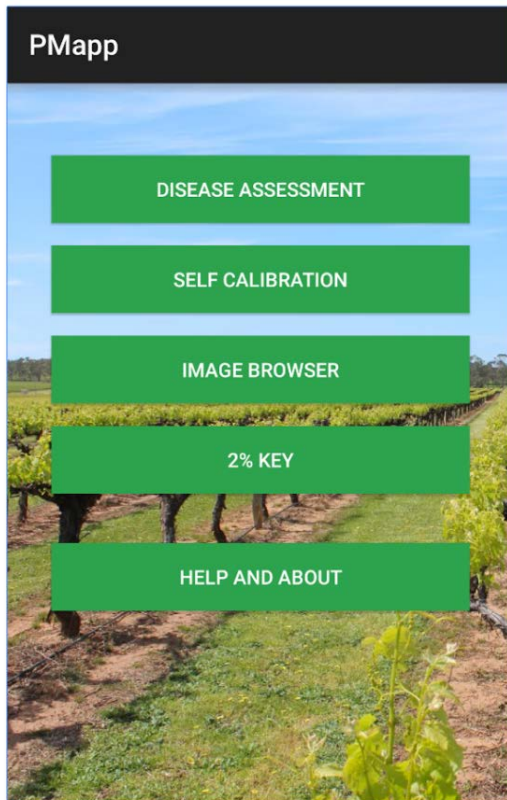 PMapp
DISEASE ASSESSMENT
SELF CALIBRATION
IMAGE BROWSER
2% KEY
HELP AND ABOUT